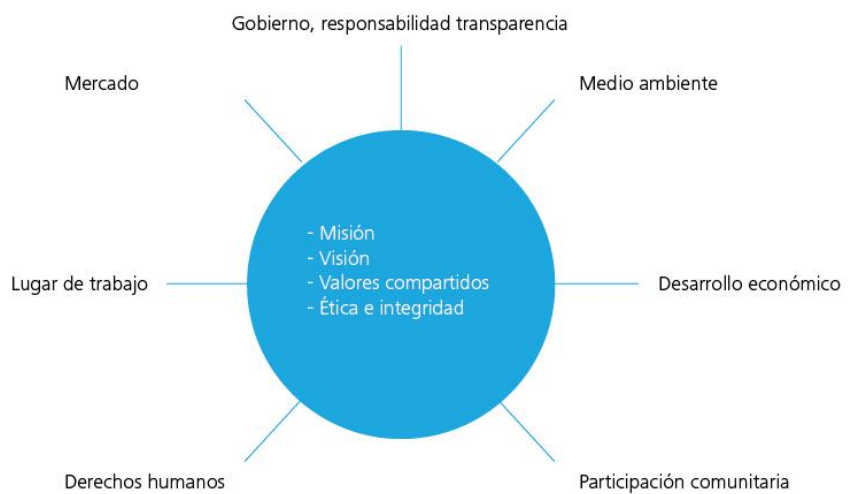 Gobierno, responsabilidad transparencia
Mercado
Medio ambiente
- Misión
- Visión
- Valores compartidos
- Ética e integridad
Lugar de trabajo
Desarrollo económico
Derechos humanos
Participación comunitaria